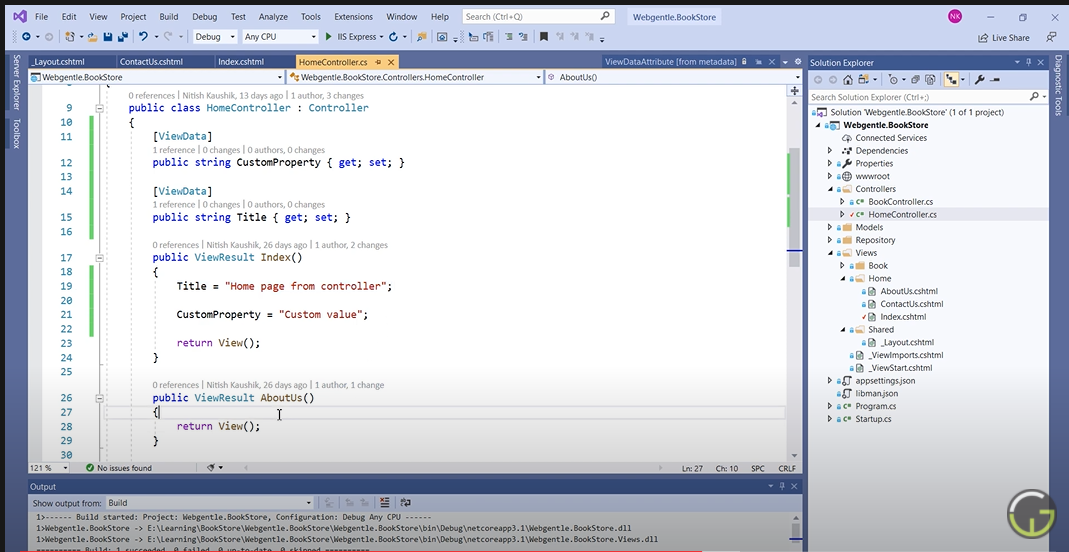 File Edit View Project Build Debug Test Analyze Tools Extensions Window Help Search (Ctrl+Q) Webgentle.BookStore NK
Debug Any CPU IIS Express Live Share
_Layout.cshtml ContactUs.cshtml Index.cshtml HomeController.cs ViewDataAttribute [from metadata]
Webgentle.BookStore Webgentle.BookStore.Controllers.HomeController AboutUs()
Server Explorer
Toolbox
0 references | Nitish Kaushik, 13 days ago | 1 author, 3 changes
9 public class HomeController : Controller
10 {
11 [ViewData]
1 reference | 0 changes | 0 authors, 0 changes
12 public string CustomProperty { get; set; }
13
14 [ViewData]
1 reference | 0 changes | 0 authors, 0 changes
15 public string Title { get; set; }
16
0 references | Nitish Kaushik, 26 days ago | 1 author, 2 changes
17 public ViewResult Index()
18 {
19 Title = "Home page from controller";
20
21 CustomProperty = "Custom value";
22
23 return View();
24 }
25
0 references | Nitish Kaushik, 26 days ago | 1 author, 1 change
26 public ViewResult AboutUs()
27 {
28 return View();
29 }
30
121 % No issues found Ln: 27 Ch: 10 SPC CRLF
Output
Show output from: Build
1>------ Build started: Project: Webgentle.BookStore, Configuration: Debug Any CPU ------
1>Webgentle.BookStore -> E:\Learning\BookStore\Webgentle.BookStore\Webgentle.BookStore\bin\Debug\netcoreapp3.1\Webgentle.BookStore.dll
1>Webgentle.BookStore -> E:\Learning\BookStore\Webgentle.BookStore\Webgentle.BookStore\bin\Debug\netcoreapp3.1\Webgentle.BookStore.Views.dll
========== Build: 1 succeeded, 0 failed, 0 up-to-date, 0 skipped ==========
Solution Explorer
Search Solution Explorer (Ctrl+;)
Solution 'Webgentle.BookStore' (1 of 1 project)
Webgentle.BookStore
Connected Services
Dependencies
Properties
wwwroot
Controllers
C# BookController.cs
C# HomeController.cs
Models
Repository
Views
Book
Home
AboutUs.cshtml
ContactUs.cshtml
Index.cshtml
Shared
_Layout.cshtml
_ViewImports.cshtml
_ViewStart.cshtml
appsettings.json
libman.json
C# Program.cs
C# Startup.cs
Diagnostic Tools